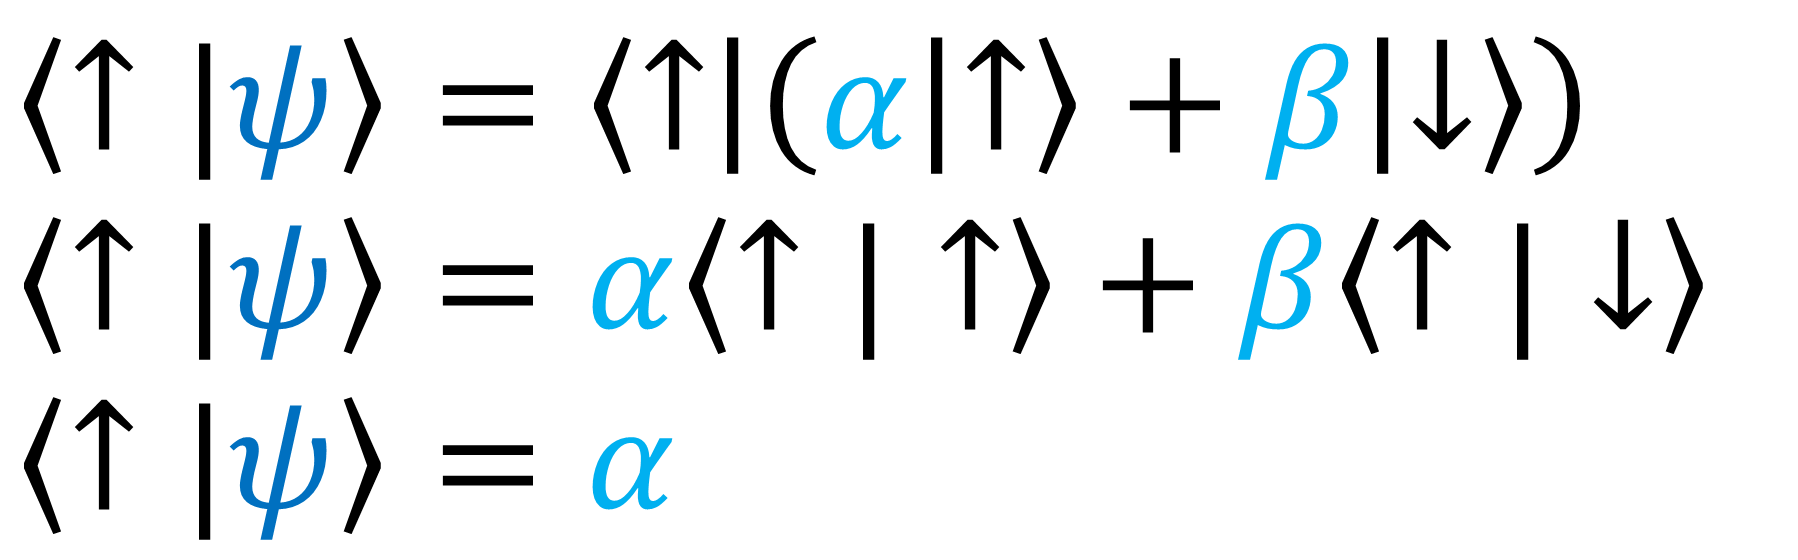 ⟨↑ |ψ⟩ = ⟨↑|(α|↑⟩ + β|↓⟩)
⟨↑ |ψ⟩ = α⟨↑ | ↑⟩ + β⟨↑ | ↓⟩
⟨↑ |ψ⟩ = α